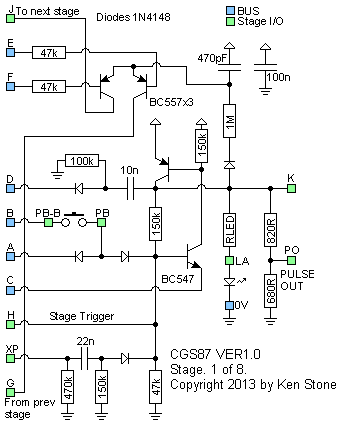 J
To next stage
Diodes 1N4148
BUS
Stage I/O
E
47k
470pF
100n
F
47k
BC557x3
1M
150k
100k
10n
D
K
B
PB-B
PB
150k
RLED
820R
A
LA
PO
PULSE
OUT
BC547
C
680R
0V
H
Stage Trigger
22n
XP
CGS87 VER1.0
Stage. 1 of 8.
Copyright 2013 by Ken Stone
470k
150k
47k
G
From prev
stage